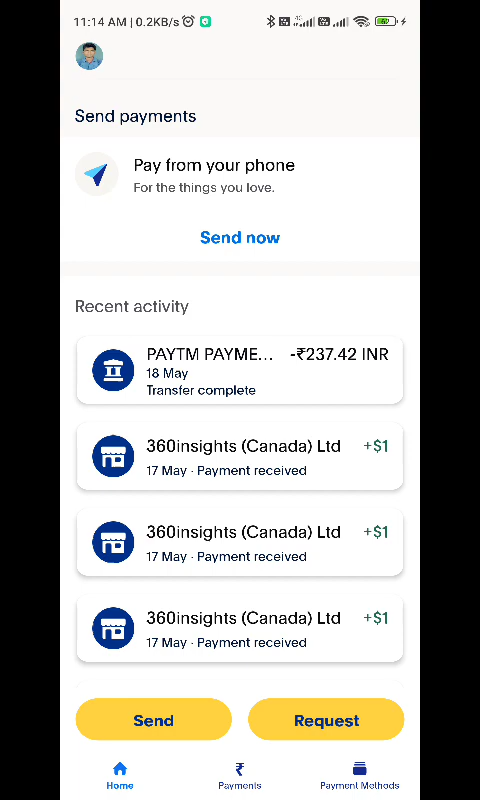 11:14 AM | 0.2KB/s
Send payments
Pay from your phone
For the things you love.
Send now
Recent activity
PAYTM PAYME... -₹237.42 INR
18 May
Transfer complete
360insights (Canada) Ltd +$1
17 May · Payment received
360insights (Canada) Ltd +$1
17 May · Payment received
360insights (Canada) Ltd +$1
17 May · Payment received
Send Request
Home Payments Payment Methods